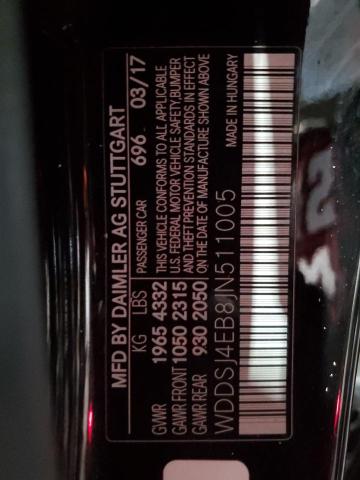 MFD BY DAIMLER AG STUTTGART
KG LBS PASSENGER CAR 696 03/17
GVWR 1965 4332 THIS VEHICLE CONFORMS TO ALL APPLICABLE
GAWR FRONT 1050 2315 U.S. FEDERAL MOTOR VEHICLE SAFETY, BUMPER
GAWR REAR 930 2050 AND THEFT PREVENTION STANDARDS IN EFFECT
ON THE DATE OF MANUFACTURE SHOWN ABOVE
WDDSJ4EB8JN511005 MADE IN HUNGARY